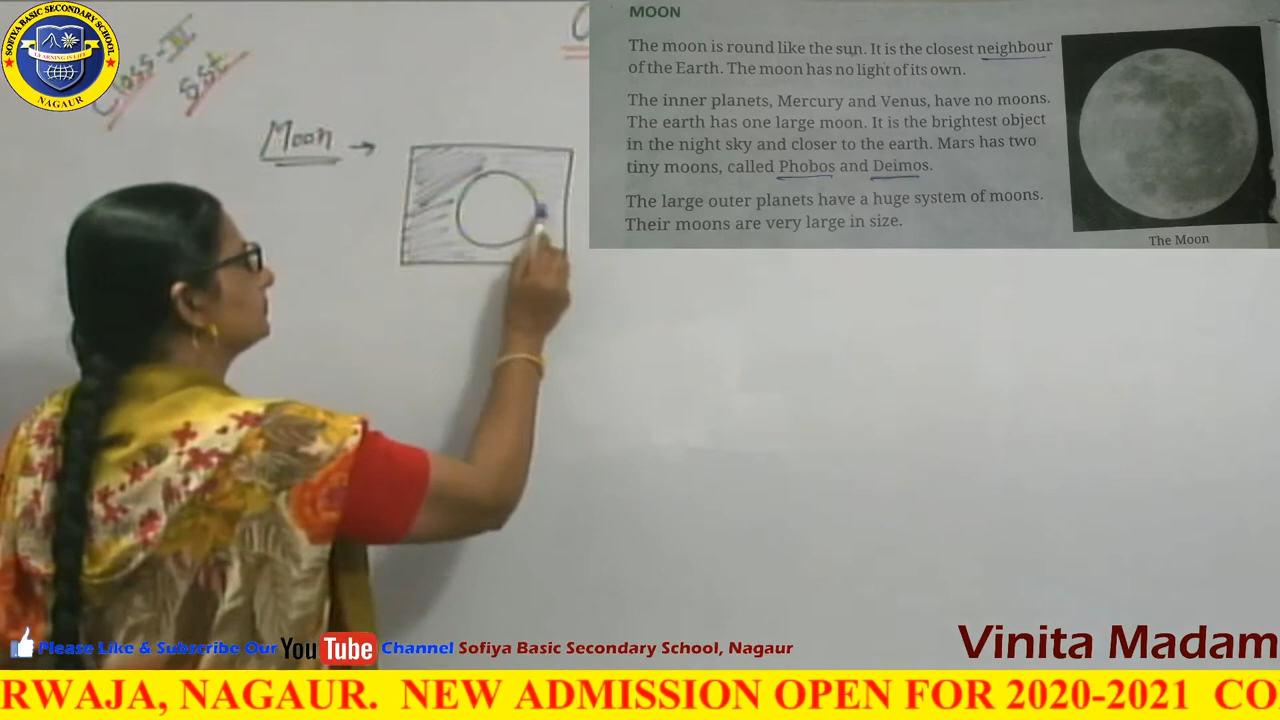 SOFIYA BASIC SECONDARY SCHOOL
LEARNING IS LIFE
NAGAUR
Class - IV
S.St
Moon →
MOON
The moon is round like the sun. It is the closest neighbour
of the Earth. The moon has no light of its own.
The inner planets, Mercury and Venus, have no moons.
The earth has one large moon. It is the brightest object
in the night sky and closer to the earth. Mars has two
tiny moons, called Phobos and Deimos.
The large outer planets have a huge system of moons.
Their moons are very large in size.
The Moon
Please Like & Subscribe Our YouTube Channel Sofiya Basic Secondary School, Nagaur
Vinita Madam
RWAJA, NAGAUR. NEW ADMISSION OPEN FOR 2020-2021 CO